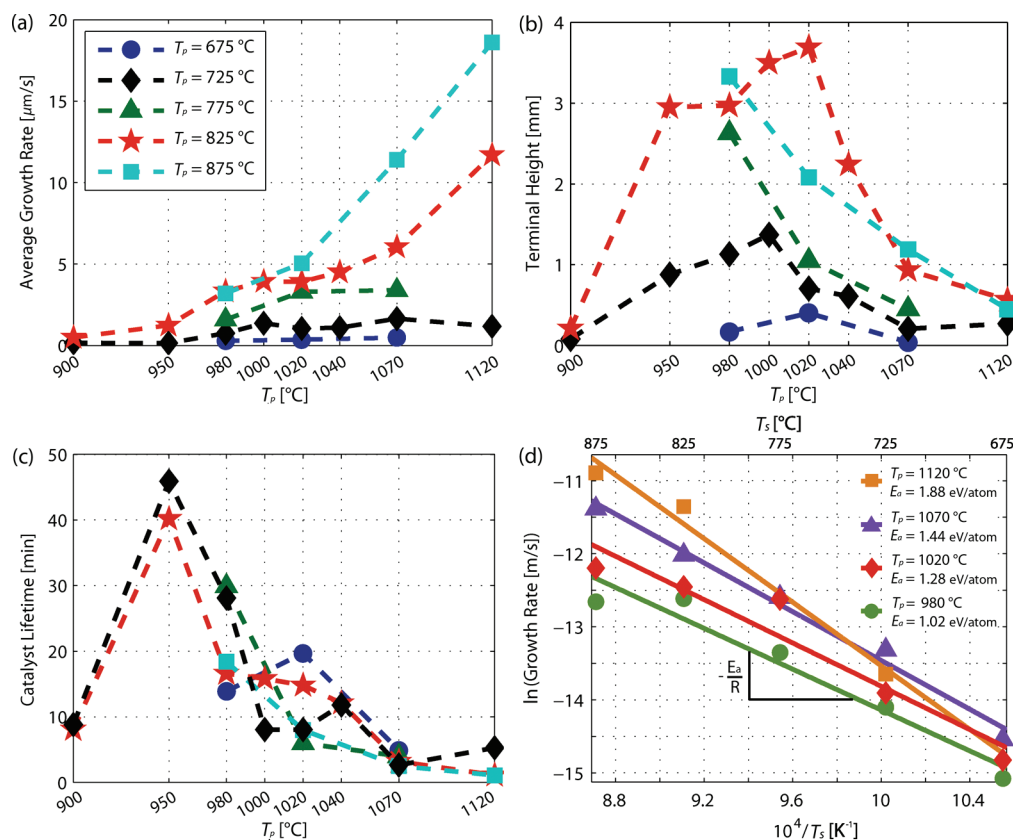 (a)
Average Growth Rate [μm/s]
20
15
10
5
0
Tₚ = 675 °C
Tₚ = 725 °C
Tₚ = 775 °C
Tₚ = 825 °C
Tₚ = 875 °C
900 950 980 1000 1020 1040 1070 1120
Tₚ [°C]
(b)
Terminal Height [mm]
4
3
2
1
0
900 950 980 1000 1020 1040 1070 1120
Tₚ [°C]
(c)
Catalyst Lifetime [min]
50
40
30
20
10
0
900 950 980 1000 1020 1040 1070 1120
Tₚ [°C]
Tₛ [°C]
875 825 775 725 675
(d)
ln(Growth Rate [m/s])
−11
−12
−13
−14
−15
Tₚ = 1120 °C
Eₐ = 1.88 eV/atom
Tₚ = 1070 °C
Eₐ = 1.44 eV/atom
Tₚ = 1020 °C
Eₐ = 1.28 eV/atom
Tₚ = 980 °C
Eₐ = 1.02 eV/atom
- Eₐ/R
8.8 9.2 9.6 10 10.4
10⁴/Tₛ [K⁻¹]